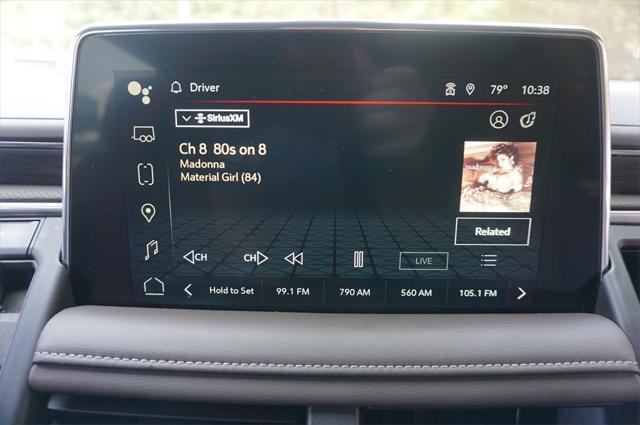 Driver 79° 10:38
SiriusXM
Ch 8 80s on 8
Madonna
Material Girl (84)
madonna
Related
CH CH LIVE
Hold to Set 99.1 FM 790 AM 560 AM 105.1 FM